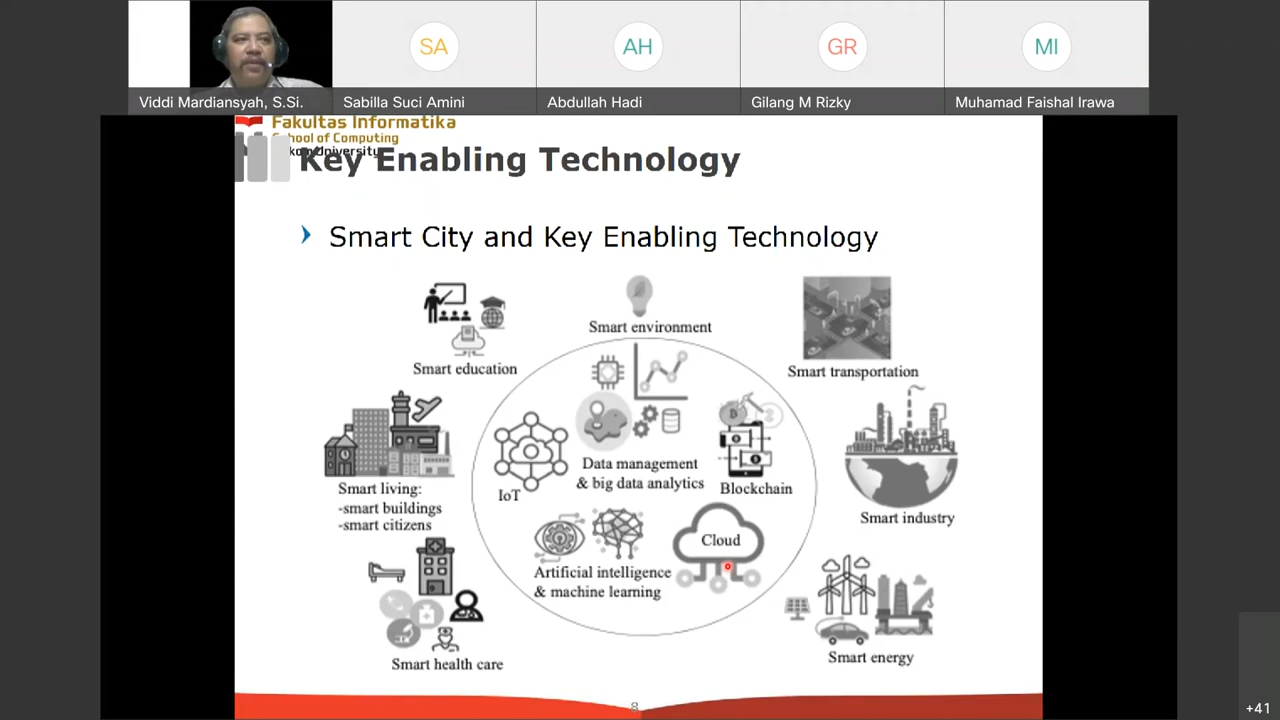 SA
AH
GR
MI
Viddi Mardiansyah, S.Si.
Sabilla Suci Amini
Abdullah Hadi
Gilang M Rizky
Muhamad Faishal Irawa
Fakultas Informatika
School of Computing
Key Enabling Technology
Smart City and Key Enabling Technology
Smart environment
Smart education
Smart transportation
Data management
& big data analytics
Blockchain
IoT
Smart living:
-smart buildings
-smart citizens
Smart industry
Cloud
Artificial intelligence
& machine learning
Smart energy
Smart health care
8
+41